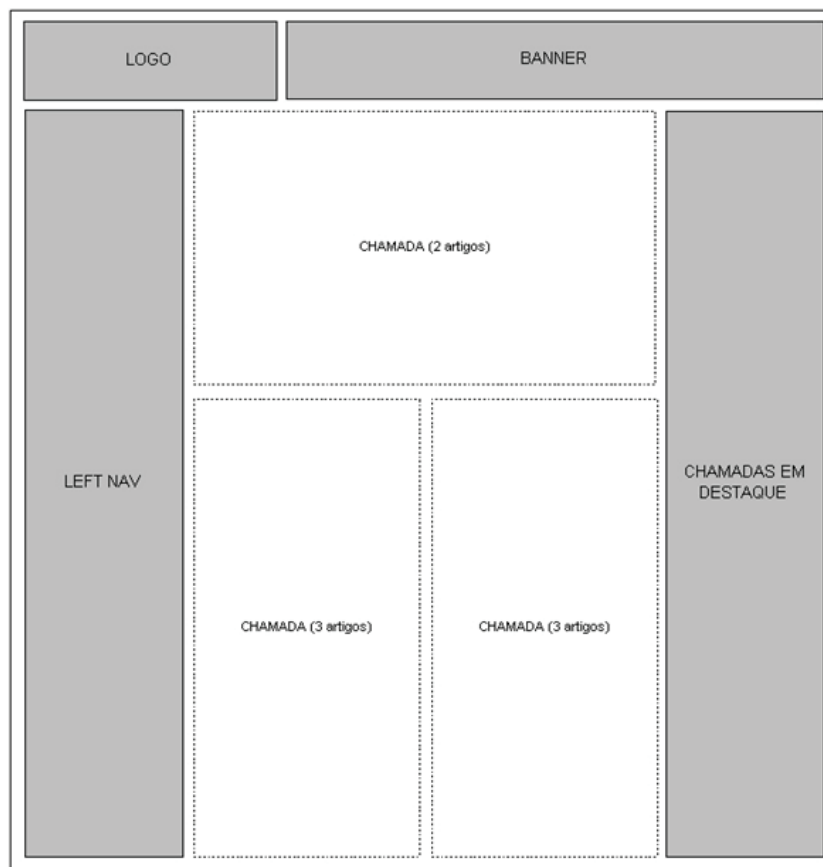 LOGO
BANNER
CHAMADA (2 artigos)
LEFT NAV
CHAMADAS EM
DESTAQUE
CHAMADA (3 artigos)
CHAMADA (3 artigos)